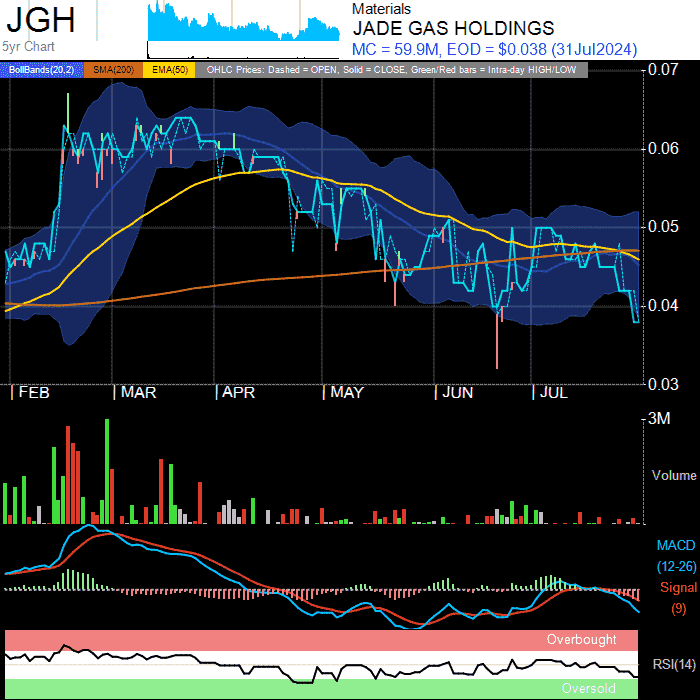 JGH
5yr Chart
Materials
JADE GAS HOLDINGS
MC = 59.9M, EOD = $0.038 (31Jul2024)
BollBands(20,2) SMA(200) EMA(50) OHLC Prices: Dashed = OPEN, Solid = CLOSE, Green/Red bars = Intra-day HIGH/LOW
0.07
0.06
0.05
0.04
0.03
FEB MAR APR MAY JUN JUL
3M
Volume
MACD
(12-26)
Signal
(9)
Overbought
RSI(14)
Oversold